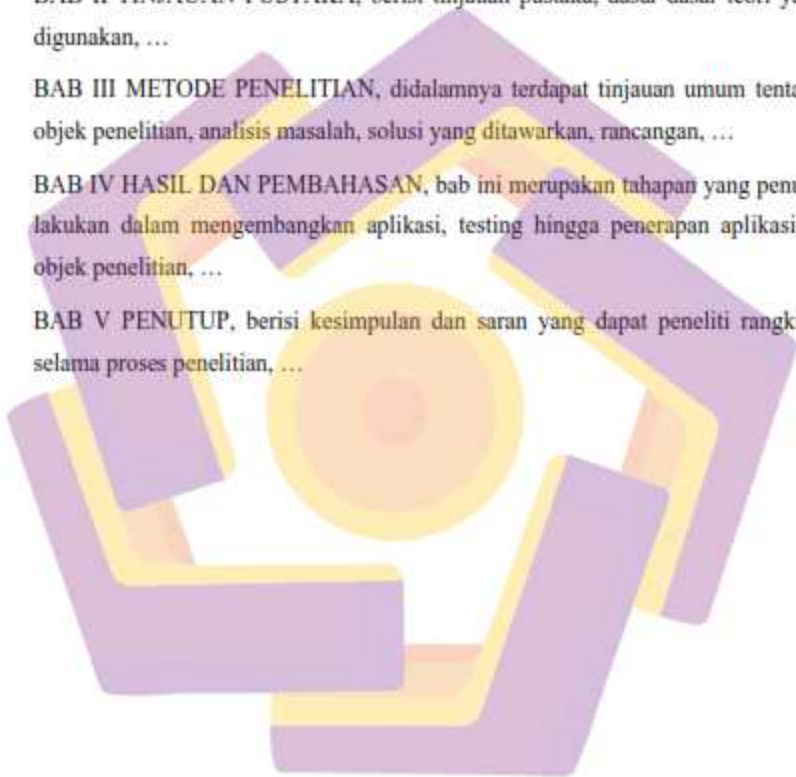 digunakan, …
BAB III METODE PENELITIAN, didalamnya terdapat tinjauan umum tenta
objek penelitian, analisis masalah, solusi yang ditawarkan, rancangan, …
BAB IV HASIL DAN PEMBAHASAN, bab ini merupakan tahapan yang penu
lakukan dalam mengembangkan aplikasi, testing hingga penerapan aplikasi
objek penelitian, …
BAB V PENUTUP, berisi kesimpulan dan saran yang dapat peneliti rangk
selama proses penelitian, …